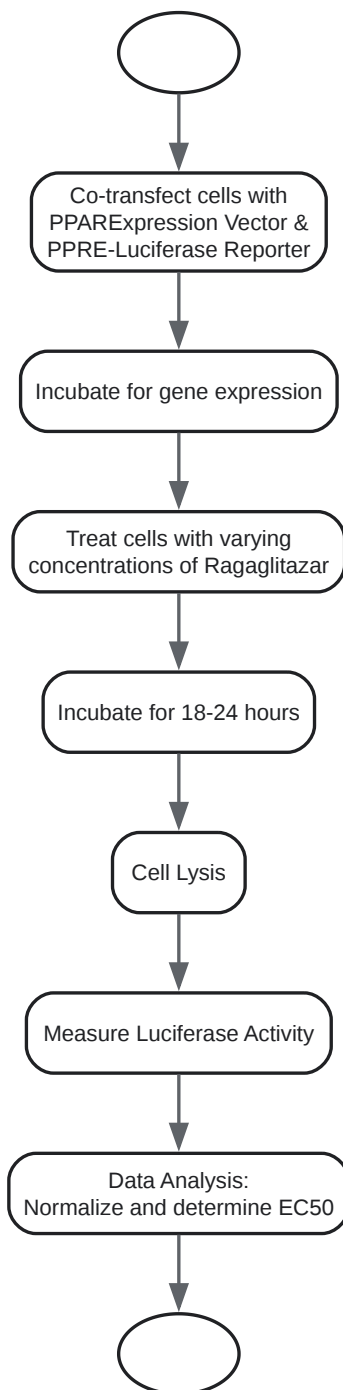 Co-transfect cells with
PPARExpression Vector &
PPRE-Luciferase Reporter
Incubate for gene expression
Treat cells with varying
concentrations of Ragaglitazar
Incubate for 18-24 hours
Cell Lysis
Measure Luciferase Activity
Data Analysis:
Normalize and determine EC50